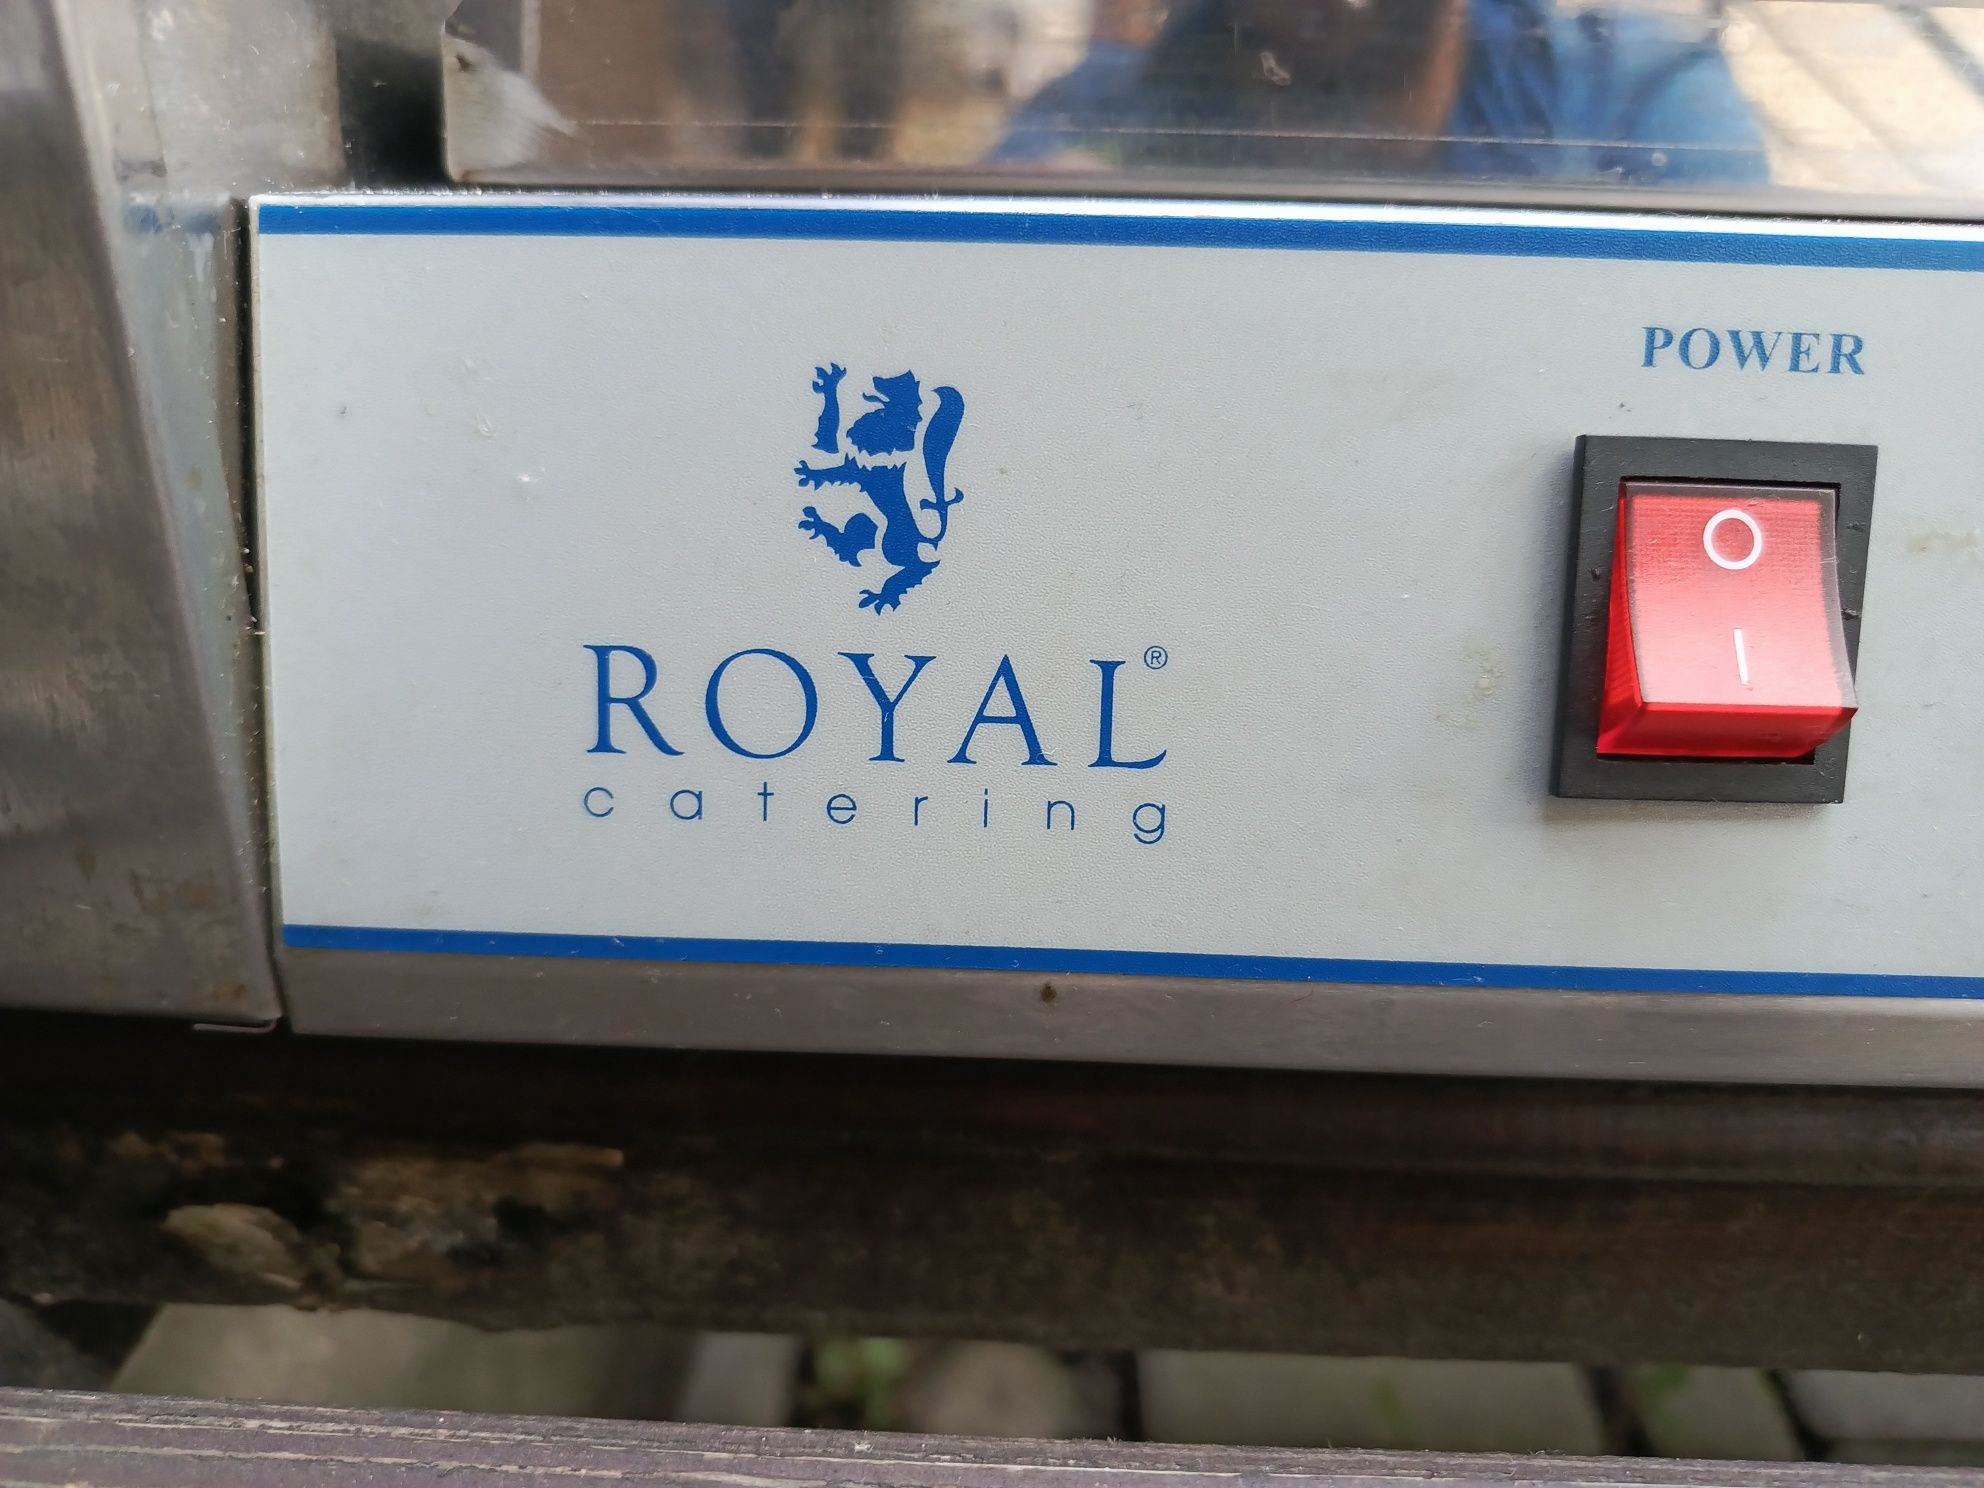 POWER
O
I
ROYAL®
catering